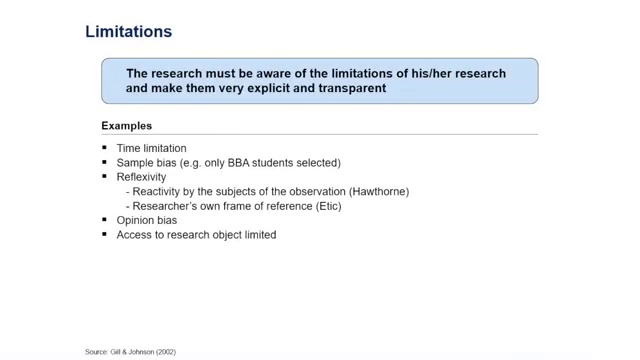 Limitations
The research must be aware of the limitations of his/her research
and make them very explicit and transparent
Examples
▪ Time limitation
▪ Sample bias (e.g. only BBA students selected)
▪ Reflexivity
- Reactivity by the subjects of the observation (Hawthorne)
- Researcher's own frame of reference (Etic)
▪ Opinion bias
▪ Access to research object limited
Source: Gill & Johnson (2002)